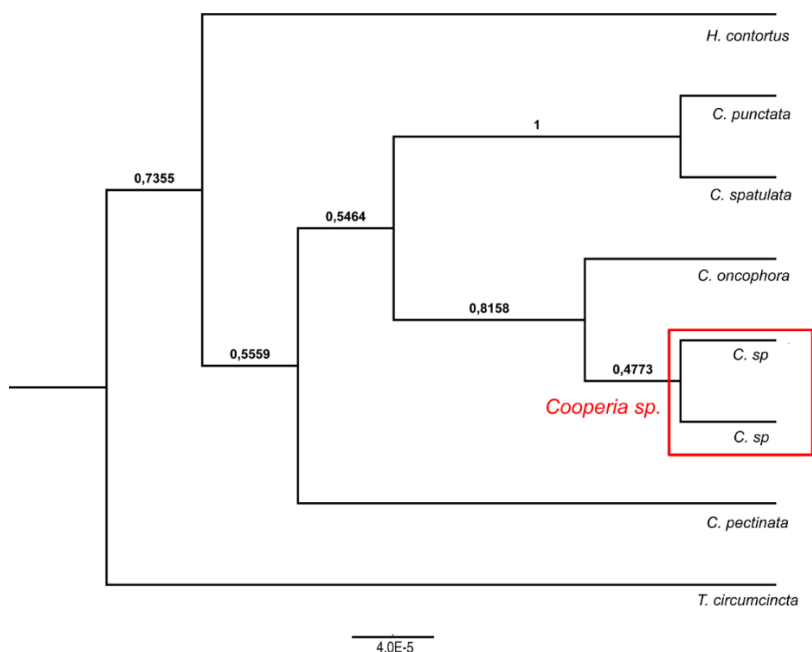 H. contortus
C. punctata
1
0,7355
C. spatulata
0,5464
C. oncophora
0,8158
C. sp
0,5559
0,4773
Cooperia sp.
C. sp
C. pectinata
T. circumcincta
4.0E-5